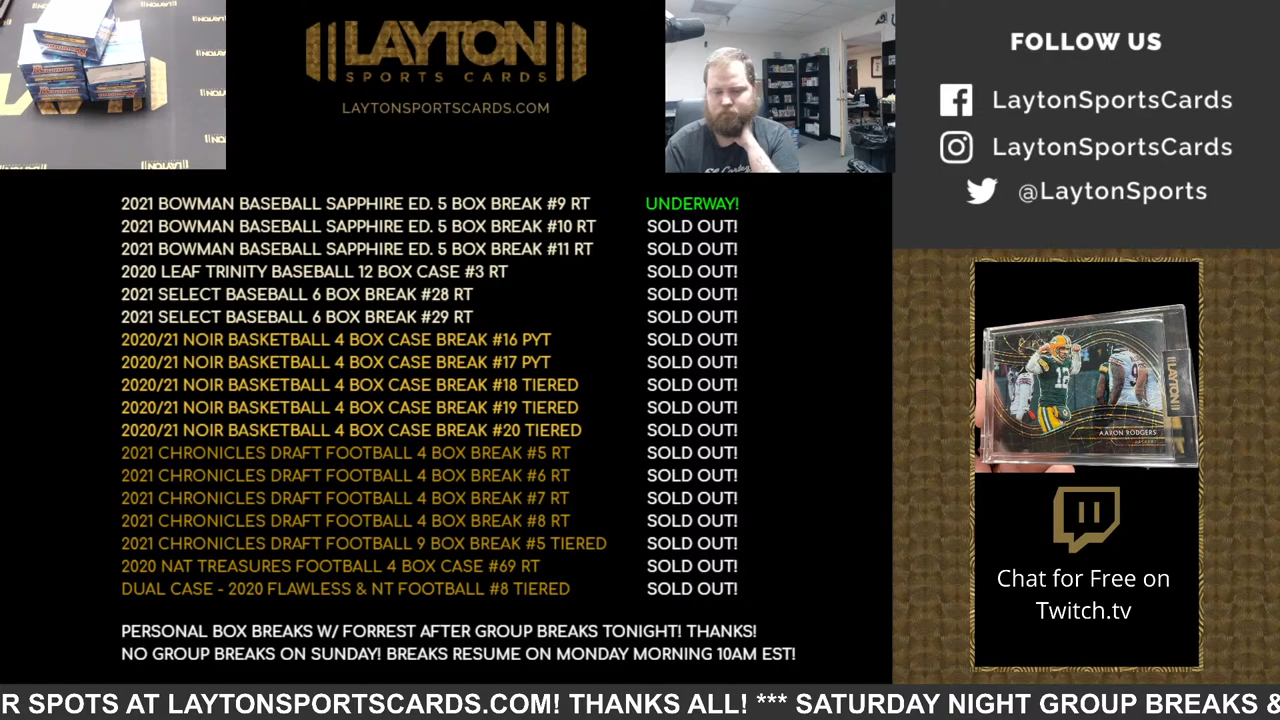 LAYTON
SPORTS CARDS
LAYTONSPORTSCARDS.COM
FOLLOW US
LaytonSportsCards
LaytonSportsCards
@LaytonSports
2021 BOWMAN BASEBALL SAPPHIRE ED. 5 BOX BREAK #9 RT UNDERWAY!
2021 BOWMAN BASEBALL SAPPHIRE ED. 5 BOX BREAK #10 RT SOLD OUT!
2021 BOWMAN BASEBALL SAPPHIRE ED. 5 BOX BREAK #11 RT SOLD OUT!
2020 LEAF TRINITY BASEBALL 12 BOX CASE #3 RT SOLD OUT!
2021 SELECT BASEBALL 6 BOX BREAK #28 RT SOLD OUT!
2021 SELECT BASEBALL 6 BOX BREAK #29 RT SOLD OUT!
2020/21 NOIR BASKETBALL 4 BOX CASE BREAK #16 PYT SOLD OUT!
2020/21 NOIR BASKETBALL 4 BOX CASE BREAK #17 PYT SOLD OUT!
2020/21 NOIR BASKETBALL 4 BOX CASE BREAK #18 TIERED SOLD OUT!
2020/21 NOIR BASKETBALL 4 BOX CASE BREAK #19 TIERED SOLD OUT!
2020/21 NOIR BASKETBALL 4 BOX CASE BREAK #20 TIERED SOLD OUT!
2021 CHRONICLES DRAFT FOOTBALL 4 BOX BREAK #5 RT SOLD OUT!
2021 CHRONICLES DRAFT FOOTBALL 4 BOX BREAK #6 RT SOLD OUT!
2021 CHRONICLES DRAFT FOOTBALL 4 BOX BREAK #7 RT SOLD OUT!
2021 CHRONICLES DRAFT FOOTBALL 4 BOX BREAK #8 RT SOLD OUT!
2021 CHRONICLES DRAFT FOOTBALL 9 BOX BREAK #5 TIERED SOLD OUT!
2020 NAT TREASURES FOOTBALL 4 BOX CASE #69 RT SOLD OUT!
DUAL CASE - 2020 FLAWLESS & NT FOOTBALL #8 TIERED SOLD OUT!
PERSONAL BOX BREAKS W/ FORREST AFTER GROUP BREAKS TONIGHT! THANKS!
NO GROUP BREAKS ON SUNDAY! BREAKS RESUME ON MONDAY MORNING 10AM EST!
AARON RODGERS
LAYTON
12
Chat for Free on
Twitch.tv
R SPOTS AT LAYTONSPORTSCARDS.COM! THANKS ALL! *** SATURDAY NIGHT GROUP BREAKS &